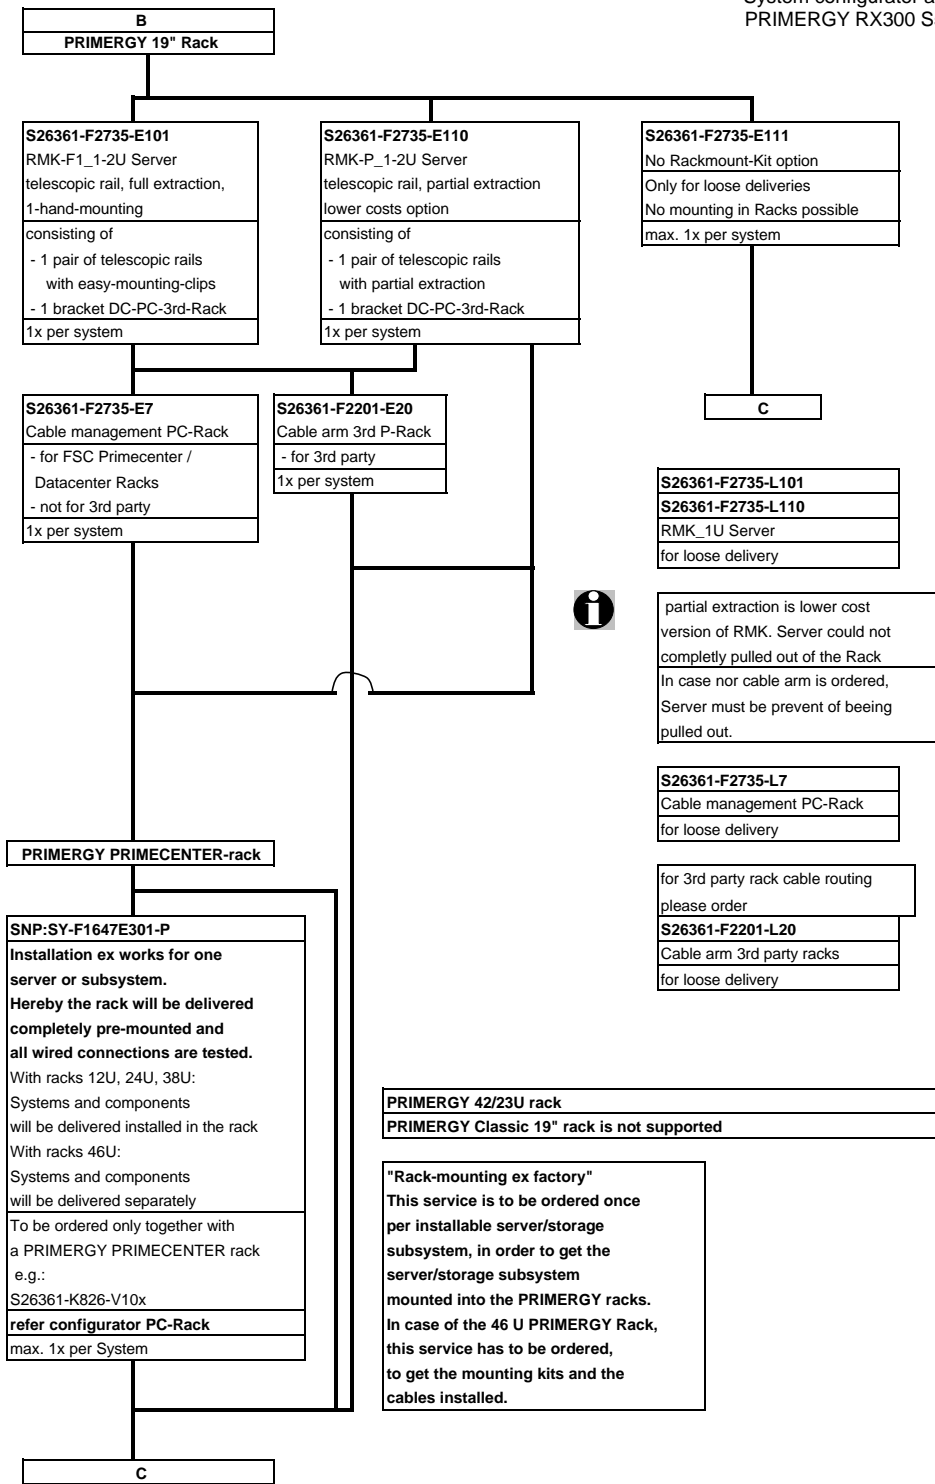 System configurator a
PRIMERGY RX300 S
B
PRIMERGY 19" Rack
S26361-F2735-E101
RMK-F1_1-2U Server
telescopic rail, full extraction,
1-hand-mounting
consisting of
- 1 pair of telescopic rails
with easy-mounting-clips
- 1 bracket DC-PC-3rd-Rack
1x per system
S26361-F2735-E110
RMK-P_1-2U Server
telescopic rail, partial extraction
lower costs option
consisting of
- 1 pair of telescopic rails
with partial extraction
- 1 bracket DC-PC-3rd-Rack
1x per system
S26361-F2735-E111
No Rackmount-Kit option
Only for loose deliveries
No mounting in Racks possible
max. 1x per system
S26361-F2735-E7
Cable management PC-Rack
- for FSC Primecenter /
Datacenter Racks
- not for 3rd party
1x per system
S26361-F2201-E20
Cable arm 3rd P-Rack
- for 3rd party
1x per system
C
S26361-F2735-L101
S26361-F2735-L110
RMK_1U Server
for loose delivery
i
partial extraction is lower cost
version of RMK. Server could not
completly pulled out of the Rack
In case nor cable arm is ordered,
Server must be prevent of beeing
pulled out.
S26361-F2735-L7
Cable management PC-Rack
for loose delivery
for 3rd party rack cable routing
please order
S26361-F2201-L20
Cable arm 3rd party racks
for loose delivery
PRIMERGY PRIMECENTER-rack
SNP:SY-F1647E301-P
Installation ex works for one
server or subsystem.
Hereby the rack will be delivered
completely pre-mounted and
all wired connections are tested.
With racks 12U, 24U, 38U:
Systems and components
will be delivered installed in the rack
With racks 46U:
Systems and components
will be delivered separately
To be ordered only together with
a PRIMERGY PRIMECENTER rack
e.g.:
S26361-K826-V10x
refer configurator PC-Rack
max. 1x per System
PRIMERGY 42/23U rack
PRIMERGY Classic 19" rack is not supported
"Rack-mounting ex factory"
This service is to be ordered once
per installable server/storage
subsystem, in order to get the
server/storage subsystem
mounted into the PRIMERGY racks.
In case of the 46 U PRIMERGY Rack,
this service has to be ordered,
to get the mounting kits and the
cables installed.
C